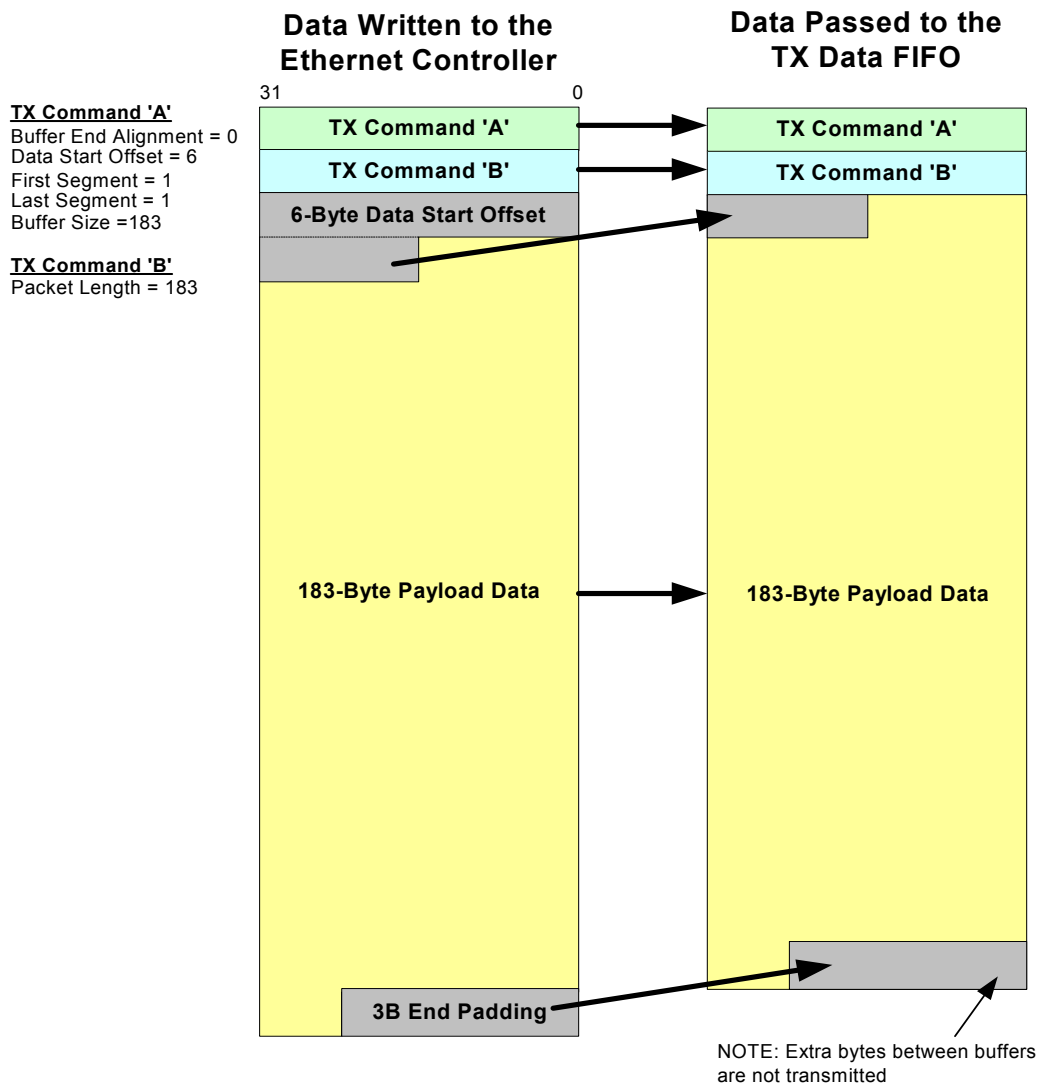 Data Written to the
Ethernet Controller
Data Passed to the
TX Data FIFO
31
0
TX Command 'A'
Buffer End Alignment = 0
Data Start Offset = 6
First Segment = 1
Last Segment = 1
Buffer Size =183
TX Command 'B'
Packet Length = 183
TX Command 'A'
TX Command 'B'
6-Byte Data Start Offset
183-Byte Payload Data
3B End Padding
TX Command 'A'
TX Command 'B'
183-Byte Payload Data
NOTE: Extra bytes between buffers
are not transmitted